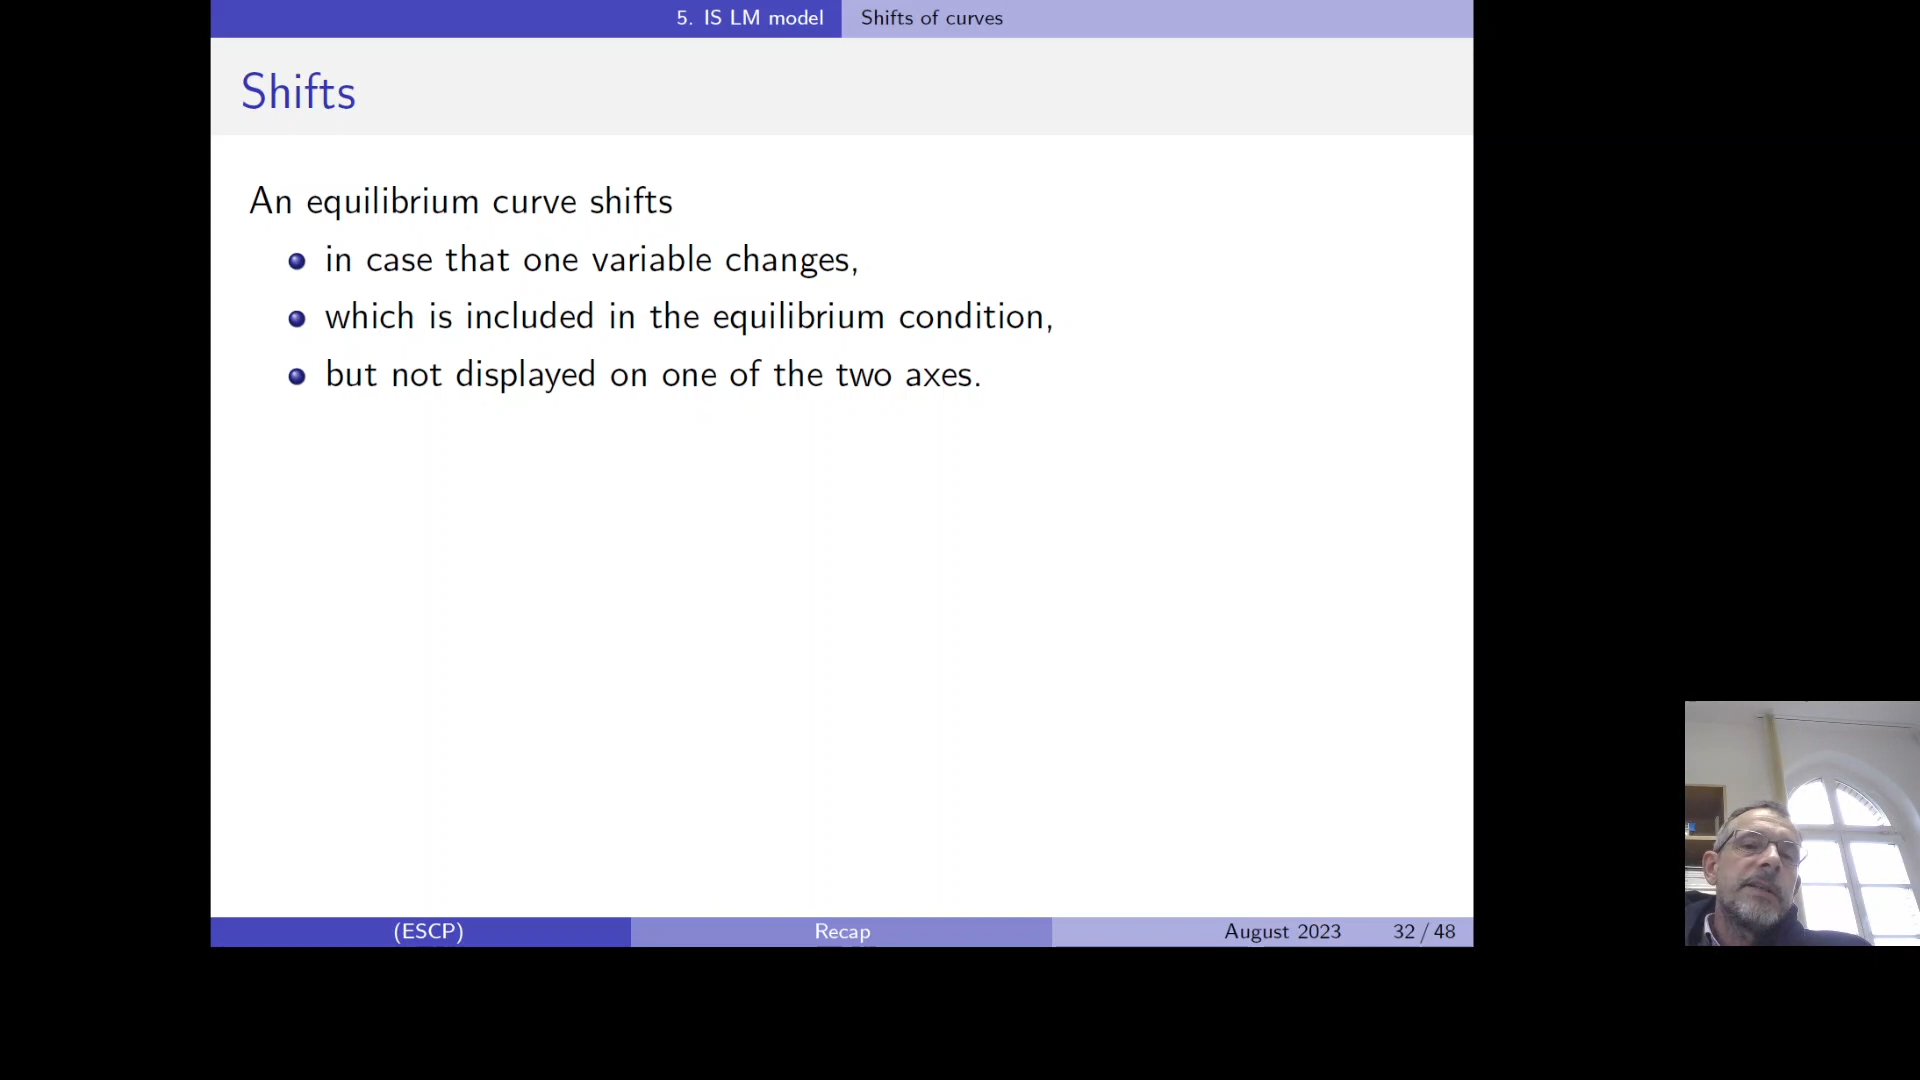 5. IS LM model Shifts of curves
Shifts
An equilibrium curve shifts
in case that one variable changes,
which is included in the equilibrium condition,
but not displayed on one of the two axes.
(ESCP) Recap August 2023 32 / 48